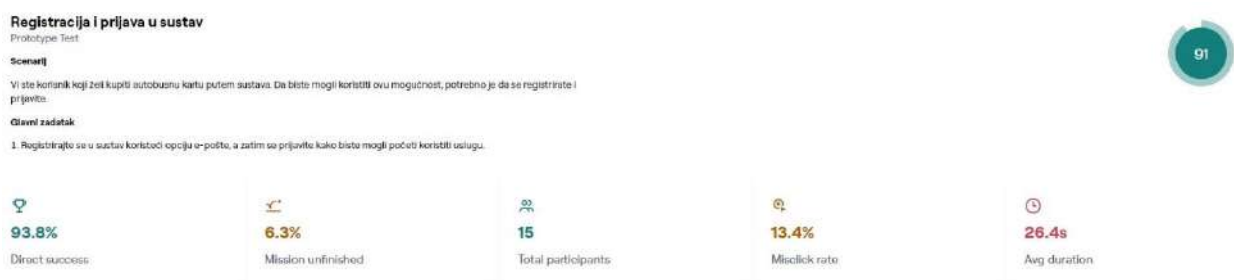 Registracija i prijava u sustav
Prototype Test
91
Scenarij
Vi ste korisnik koji želi kupiti autobusnu kartu putem sustava. Da biste mogli koristiti ovu mogućnost, potrebno je da se registrirate i
prijavite.
Glavni zadatak
1. Registrirajte se u sustav koristeći opciju e-pošte, a zatim se prijavite kako biste mogli početi koristiti uslugu.
93.8%
Direct success
6.3%
Mission unfinished
15
Total participants
13.4%
Misclick rate
26.4s
Avg duration